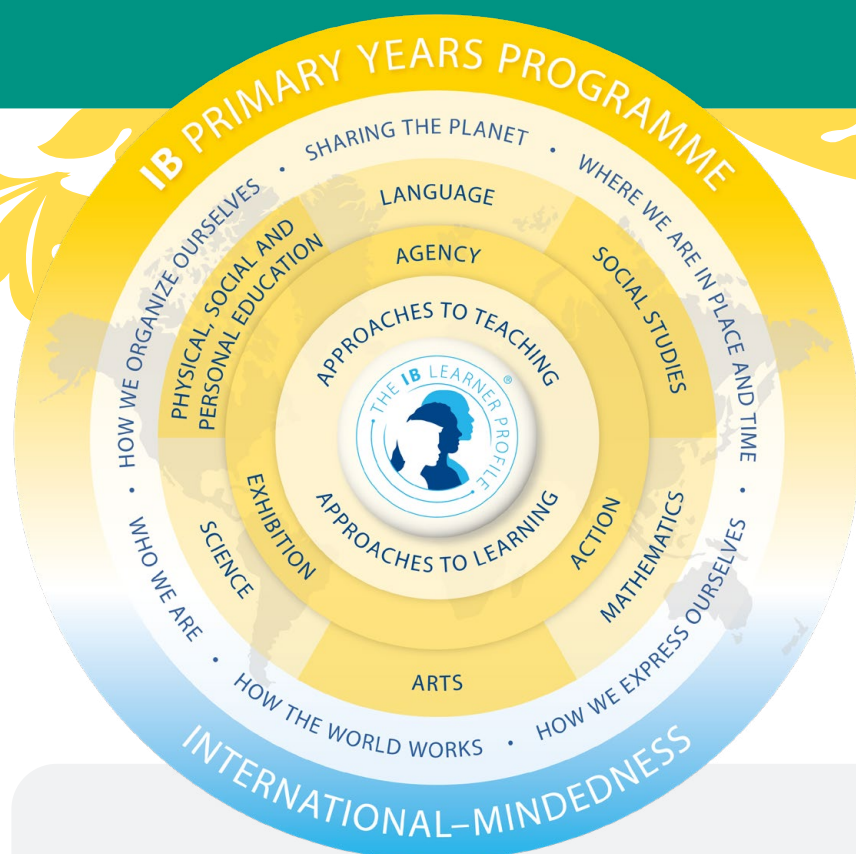 IB PRIMARY YEARS PROGRAMME
SHARING THE PLANET
•
WHERE WE ARE IN PLACE AND TIME
•
HOW WE EXPRESS OURSELVES
•
HOW THE WORLD WORKS
•
WHO WE ARE
•
HOW WE ORGANIZE OURSELVES
•
LANGUAGE
SOCIAL STUDIES
MATHEMATICS
ARTS
SCIENCE
PHYSICAL, SOCIAL AND
PERSONAL EDUCATION
AGENCY
ACTION
EXHIBITION
APPROACHES TO TEACHING
APPROACHES TO LEARNING
THE IB LEARNER PROFILE®
INTERNATIONAL–MINDEDNESS